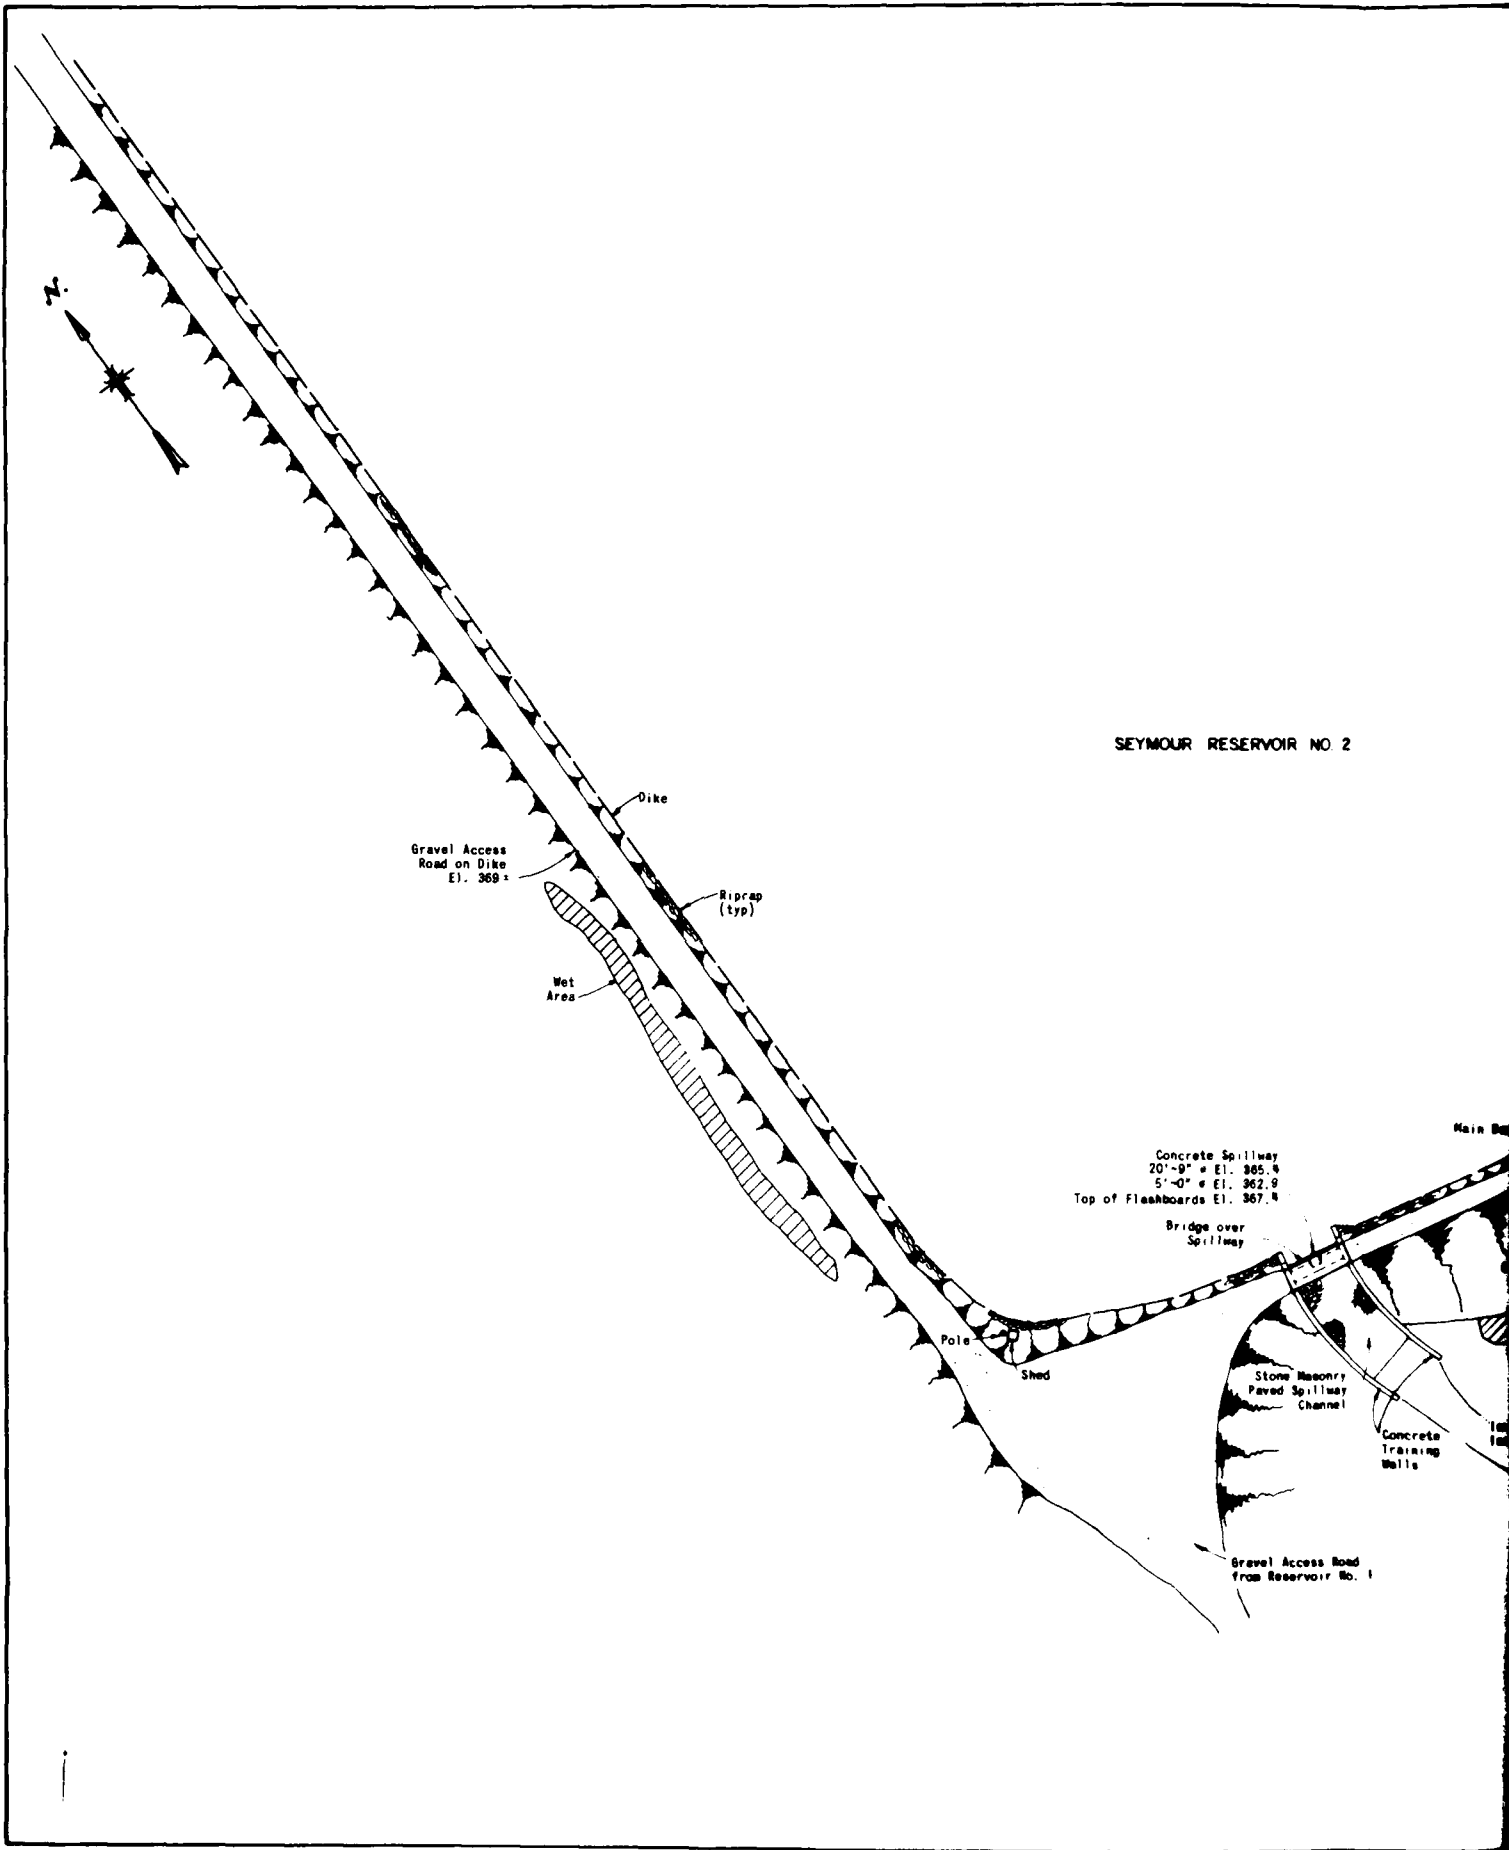 N.
SEYMOUR RESERVOIR NO. 2
Dike
Gravel Access
Road on Dike
El. 369±
Riprap
(typ)
Wet
Area
Main
Concrete Spillway
20'-9" @ El. 365.4
5'-0" @ El. 362.9
Top of Flashboards El. 367.4
Bridge over
Spillway
Pole
Shed
Stone Masonry
Paved Spillway
Channel
Concrete
Training
Walls
Gravel Access Road
from Reservoir No. 1